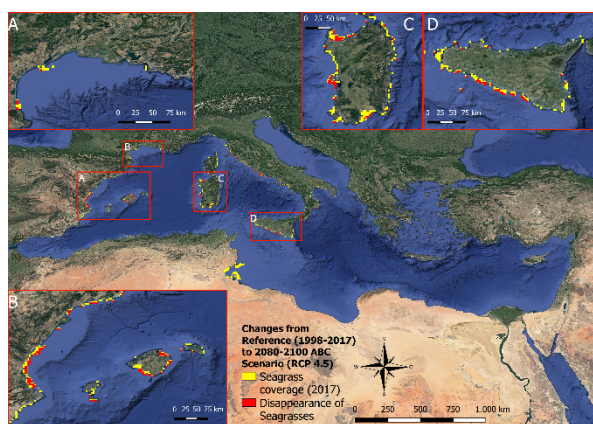 A
0 25 50 75 km
0 25 50 km
C
D
0 25 50 75 km
B
A
C
D
B
0 25 50 75 km
Changes from
Reference (1998-2017)
to 2080-2100 ABC
Scenario (RCP 4.5)
Seagrass
coverage (2017)
Disappearance of
Seagrasses
0 250 500 750 1.000 km